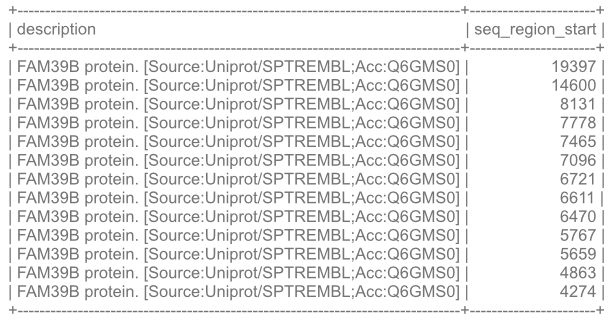 +--------------------------------------------------------------------------------+-----------------------+
| description | seq_region_start |
+--------------------------------------------------------------------------------+-----------------------+
| FAM39B protein. [Source:Uniprot/SPTREMBL;Acc:Q6GMS0] | 19397 |
| FAM39B protein. [Source:Uniprot/SPTREMBL;Acc:Q6GMS0] | 14600 |
| FAM39B protein. [Source:Uniprot/SPTREMBL;Acc:Q6GMS0] | 8131 |
| FAM39B protein. [Source:Uniprot/SPTREMBL;Acc:Q6GMS0] | 7778 |
| FAM39B protein. [Source:Uniprot/SPTREMBL;Acc:Q6GMS0] | 7465 |
| FAM39B protein. [Source:Uniprot/SPTREMBL;Acc:Q6GMS0] | 7096 |
| FAM39B protein. [Source:Uniprot/SPTREMBL;Acc:Q6GMS0] | 6721 |
| FAM39B protein. [Source:Uniprot/SPTREMBL;Acc:Q6GMS0] | 6611 |
| FAM39B protein. [Source:Uniprot/SPTREMBL;Acc:Q6GMS0] | 6470 |
| FAM39B protein. [Source:Uniprot/SPTREMBL;Acc:Q6GMS0] | 5767 |
| FAM39B protein. [Source:Uniprot/SPTREMBL;Acc:Q6GMS0] | 5659 |
| FAM39B protein. [Source:Uniprot/SPTREMBL;Acc:Q6GMS0] | 4863 |
| FAM39B protein. [Source:Uniprot/SPTREMBL;Acc:Q6GMS0] | 4274 |
+--------------------------------------------------------------------------------+-----------------------+